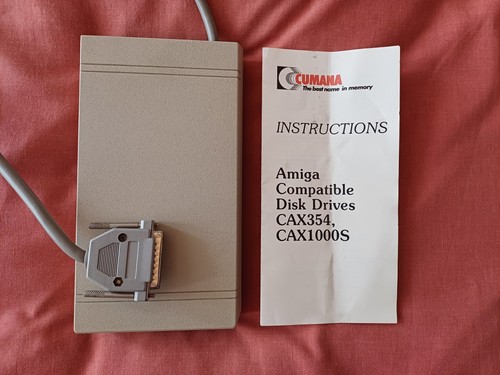 CUMANA
The best name in memory
INSTRUCTIONS
Amiga
Compatible
Disk Drives
CAX354,
CAX1000S